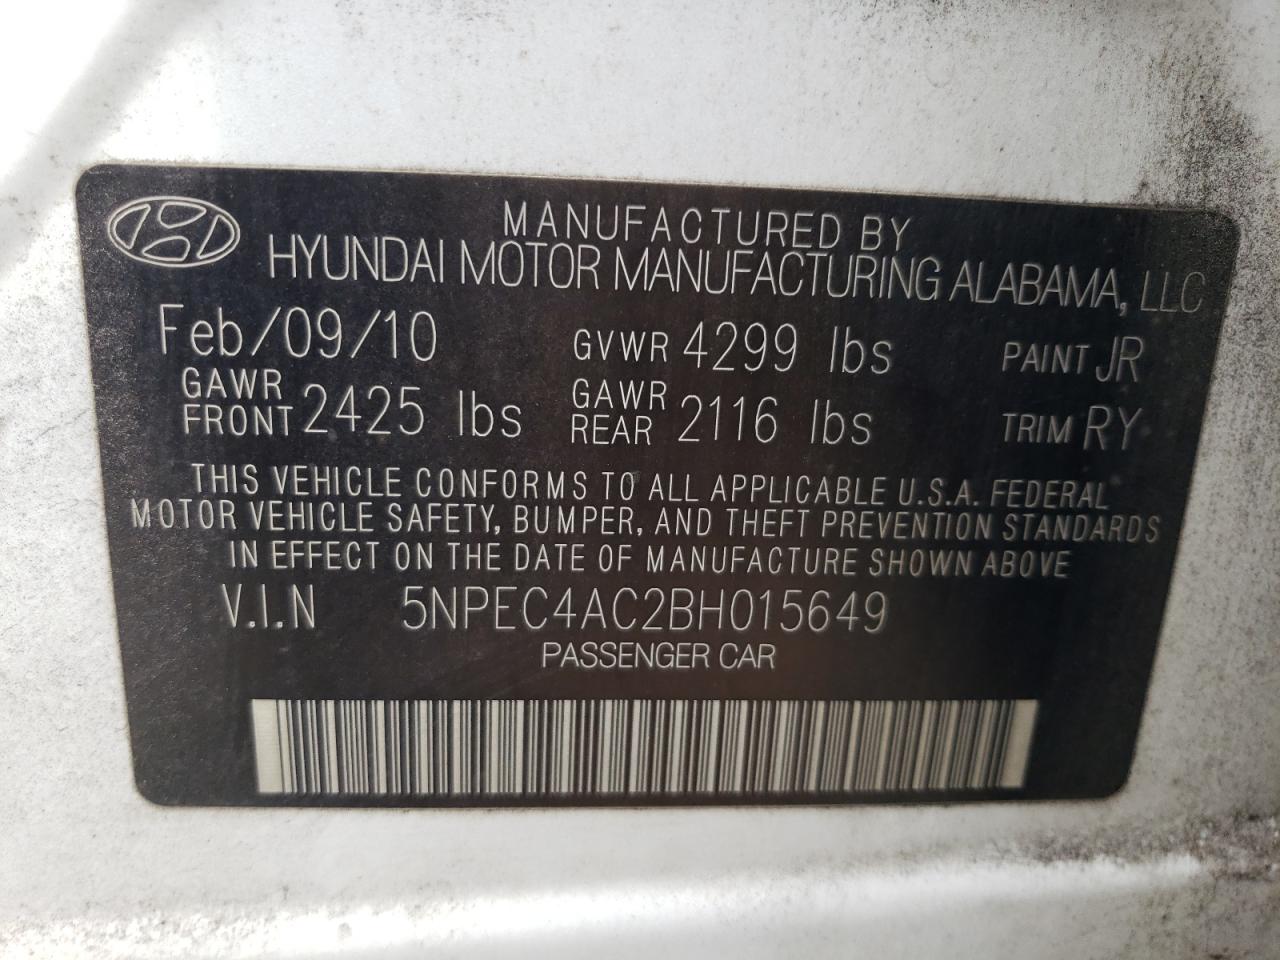 MANUFACTURED BY
HYUNDAI MOTOR MANUFACTURING ALABAMA, LLC
Feb/09/10 GVWR 4299 lbs PAINT JR
GAWR FRONT 2425 lbs GAWR REAR 2116 lbs TRIM RY
THIS VEHICLE CONFORMS TO ALL APPLICABLE U.S.A. FEDERAL
MOTOR VEHICLE SAFETY, BUMPER, AND THEFT PREVENTION STANDARDS
IN EFFECT ON THE DATE OF MANUFACTURE SHOWN ABOVE
V.I.N 5NPEC4AC2BH015649
PASSENGER CAR